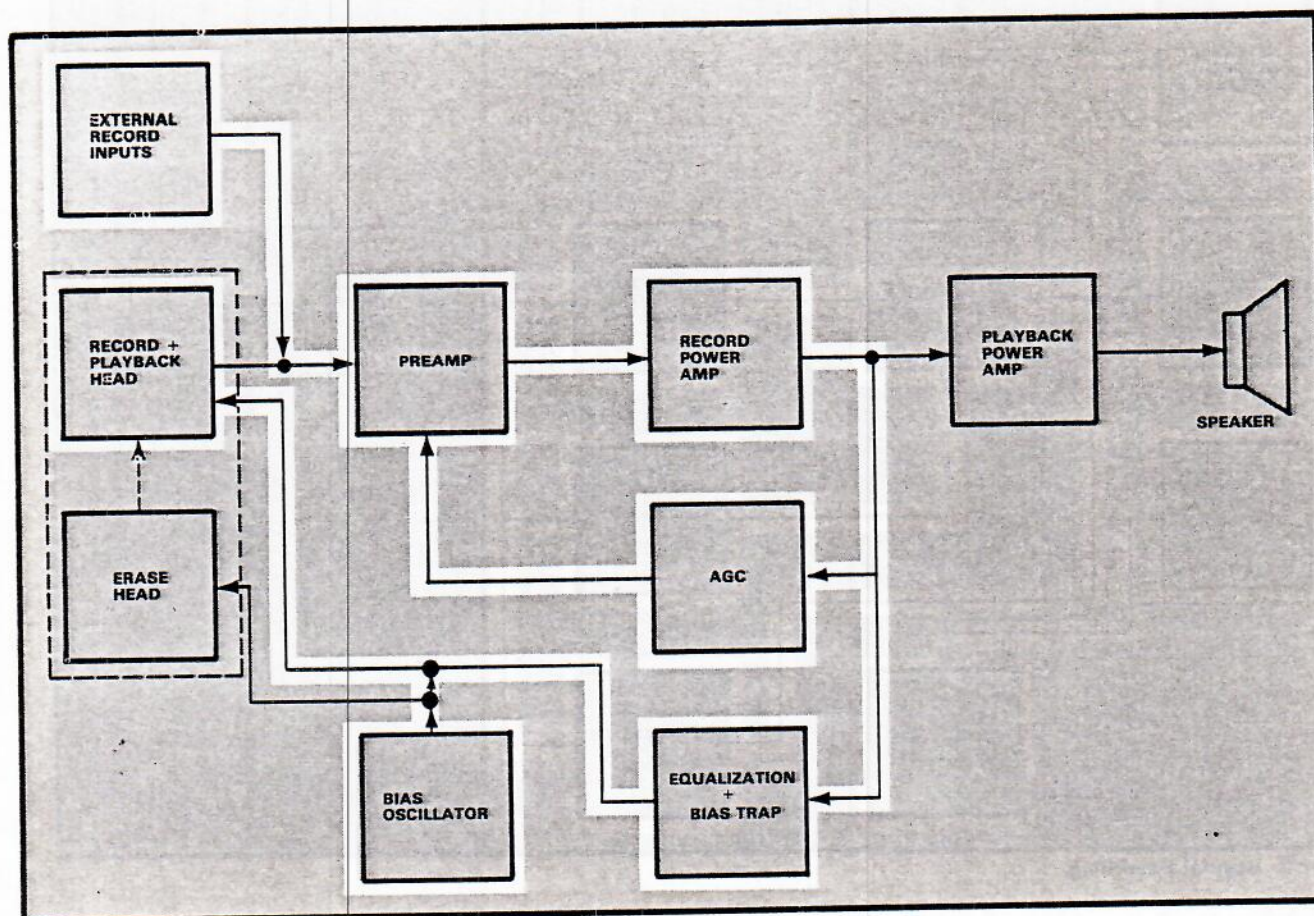 EXTERNAL
RECORD
INPUTS
RECORD +
PLAYBACK
HEAD
PREAMP
RECORD
POWER
AMP
PLAYBACK
POWER
AMP
SPEAKER
ERASE
HEAD
AGC
BIAS
OSCILLATOR
EQUALIZATION
+
BIAS TRAP